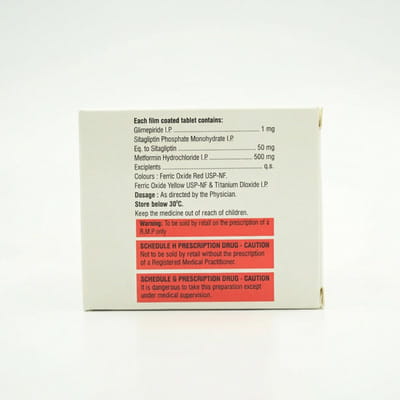 Each film coated tablet contains:
Glimepiride I.P. ........................................ 1 mg
Sitagliptin Phosphate Monohydrate I.P.
Eq. to Sitagliptin ..................................... 50 mg
Metformin Hydrochloride I.P. .................. 500 mg
Excipients ................................................ q.s.
Colours : Ferric Oxide Red USP-NF.
Ferric Oxide Yellow USP-NF & Titanium Dioxide I.P.
Dosage : As directed by the Physician.
Store below 30°C.
Keep the medicine out of reach of children.
Warning: To be sold by retail on the prescription of a
R.M.P only
SCHEDULE H PRESCRIPTION DRUG - CAUTION
Not to be sold by retail without the prescription
of a Registered Medical Practitioner.
SCHEDULE G PRESCRIPTION DRUG - CAUTION
It is dangerous to take this preparation except
under medical supervision.